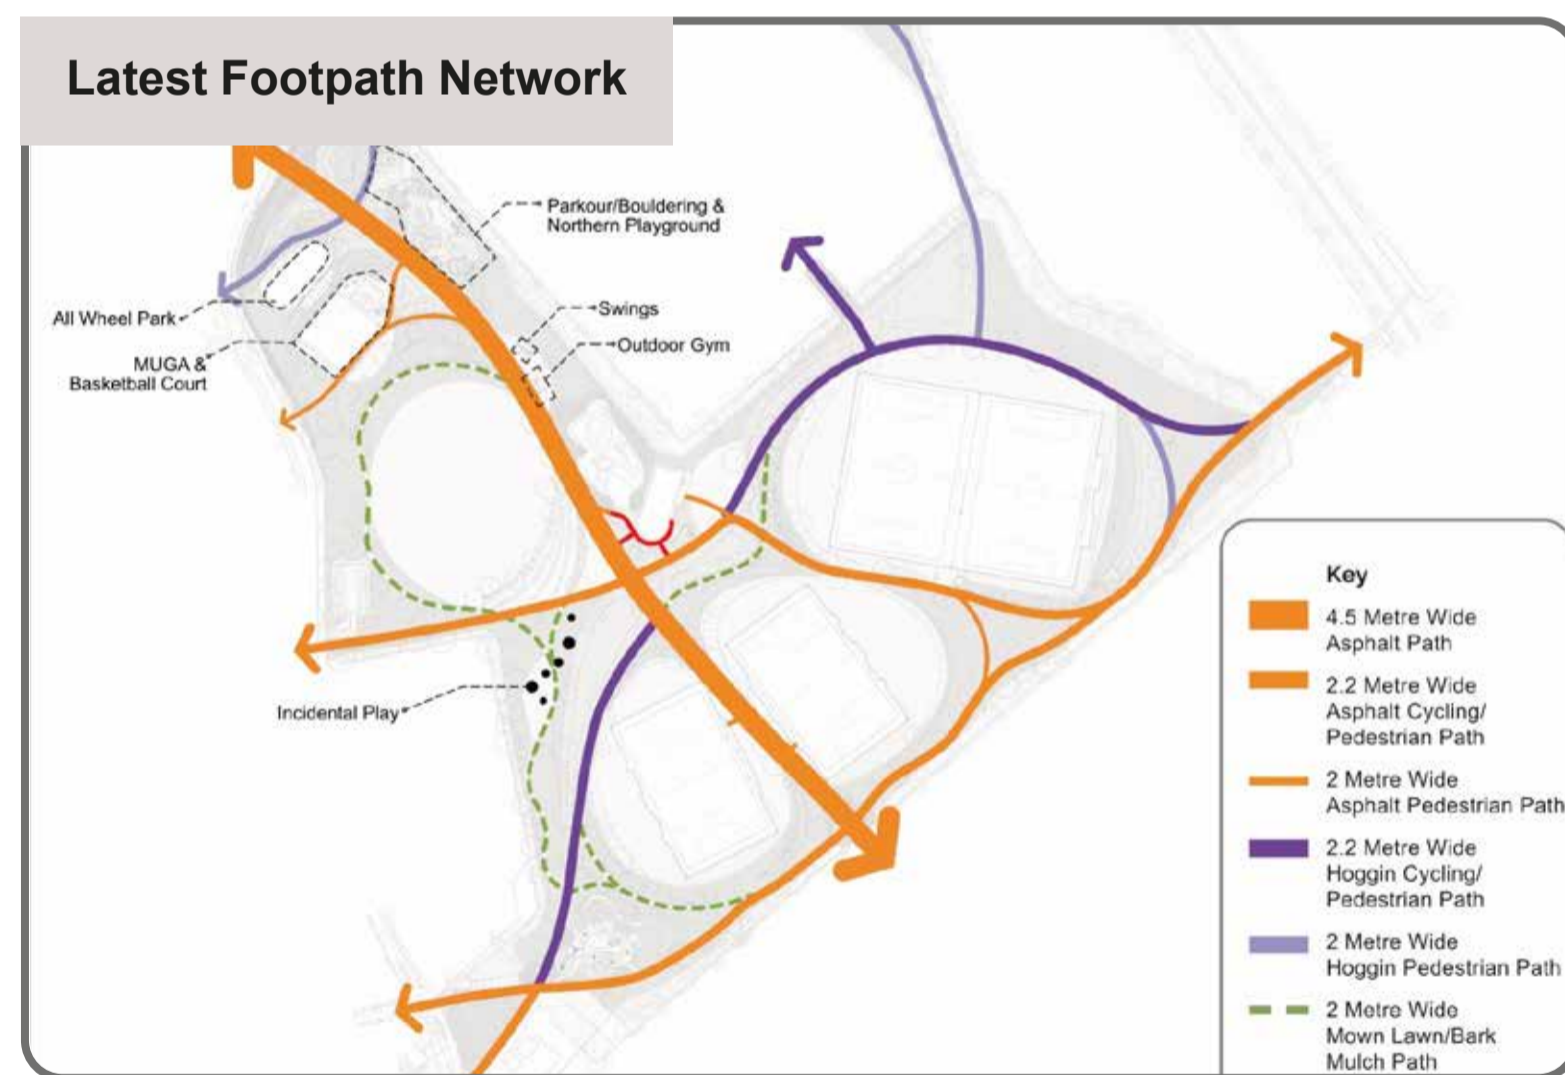 Latest Footpath Network
Parkour/Bouldering &
Northern Playground
Swings
Outdoor Gym
All Wheel Park
MUGA &
Basketball Court
Incidental Play
Key
4.5 Metre Wide
Asphalt Path
2.2 Metre Wide
Asphalt Cycling/
Pedestrian Path
2 Metre Wide
Asphalt Pedestrian Path
2.2 Metre Wide
Hoggin Cycling/
Pedestrian Path
2 Metre Wide
Hoggin Pedestrian Path
2 Metre Wide
Mown Lawn/Bark
Mulch Path